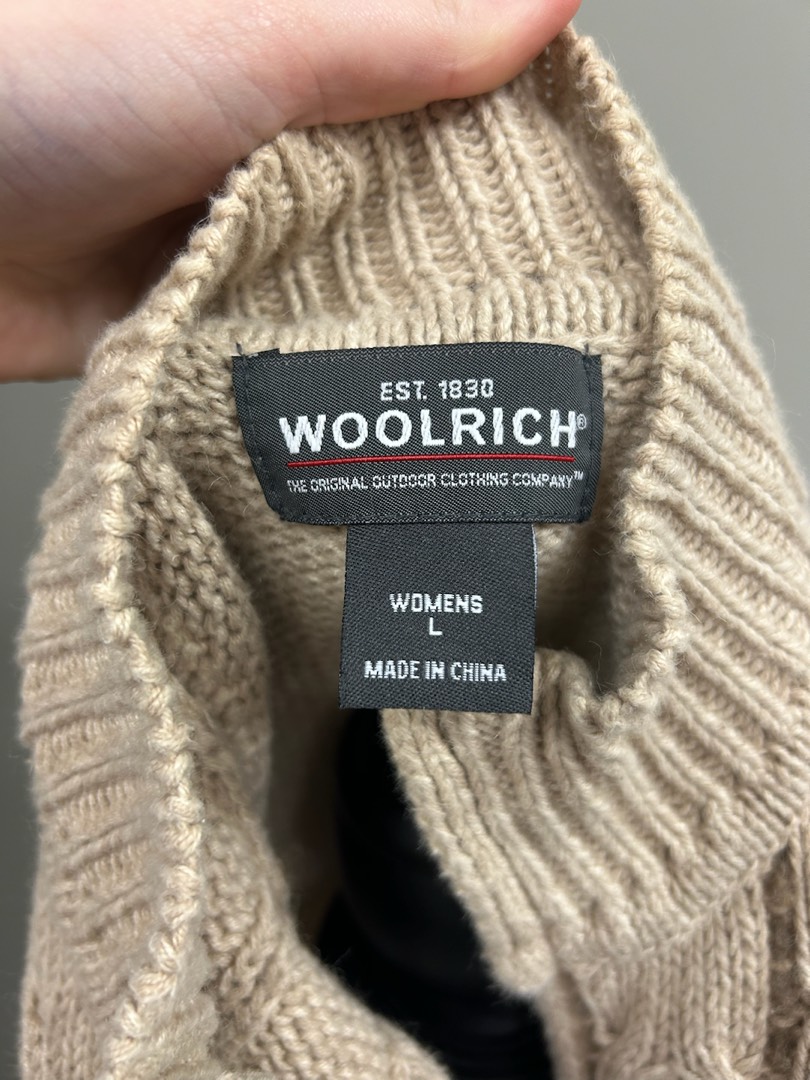 EST. 1830
WOOLRICH®
THE ORIGINAL OUTDOOR CLOTHING COMPANY™
WOMENS
L
MADE IN CHINA